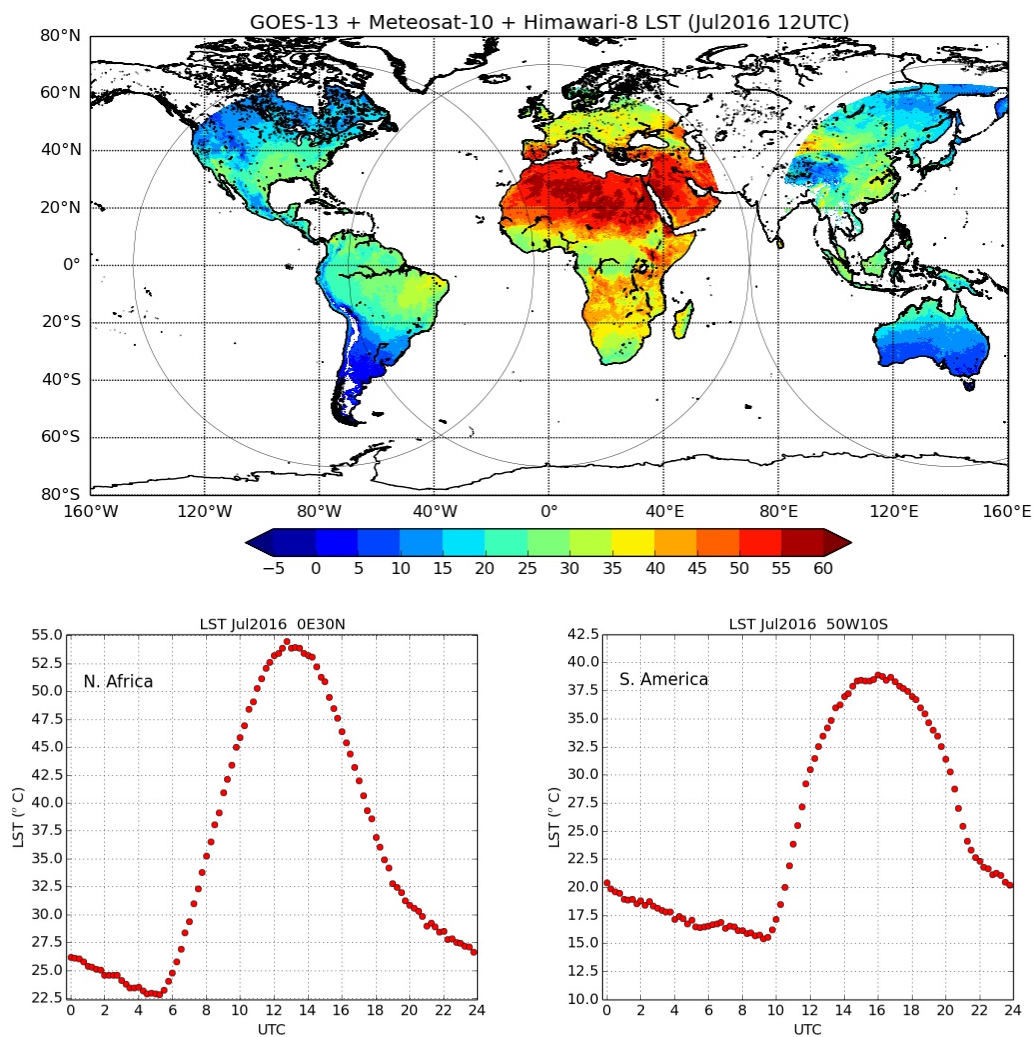 GOES-13 + Meteosat-10 + Himawari-8 LST (Jul2016 12UTC)
80°N
60°N
40°N
20°N
0°
20°S
40°S
60°S
80°S
160°W 120°W 80°W 40°W 0° 40°E 80°E 120°E 160°E
−5 0 5 10 15 20 25 30 35 40 45 50 55 60
LST Jul2016 0E30N
N. Africa
LST (° C)
55.0
52.5
50.0
47.5
45.0
42.5
40.0
37.5
35.0
32.5
30.0
27.5
25.0
22.5
0 2 4 6 8 10 12 14 16 18 20 22 24
UTC
LST Jul2016 50W10S
S. America
LST (° C)
42.5
40.0
37.5
35.0
32.5
30.0
27.5
25.0
22.5
20.0
17.5
15.0
12.5
10.0
0 2 4 6 8 10 12 14 16 18 20 22 24
UTC